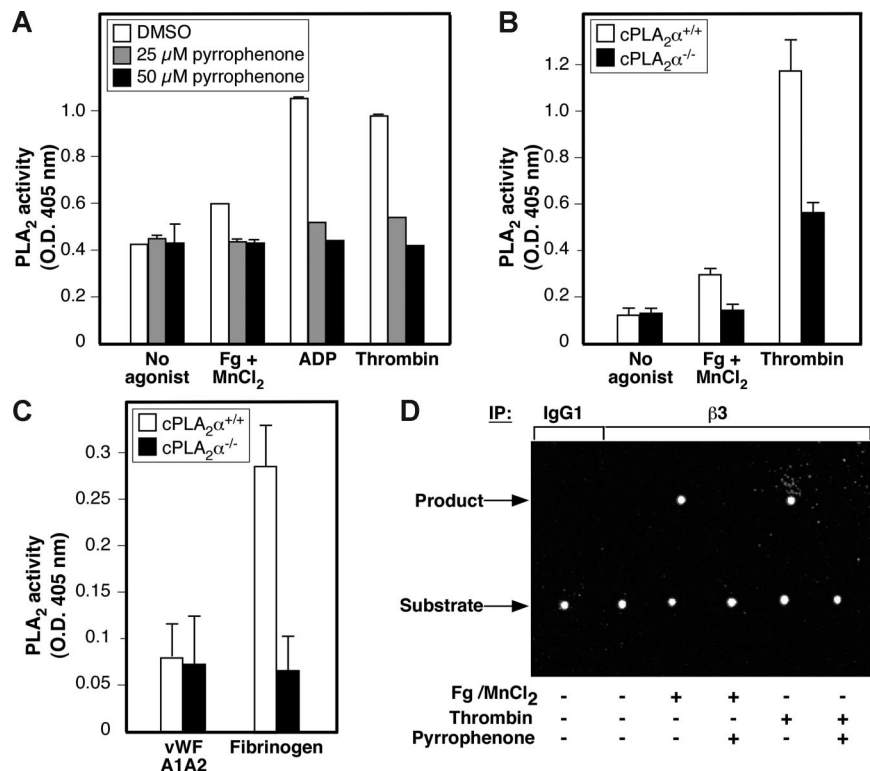 A
DMSO
25 µM pyrrophenone
50 µM pyrrophenone
PLA₂ activity
(O.D. 405 nm)
1.0
0.8
0.6
0.4
0.2
0
No agonist
Fg + MnCl₂
ADP
Thrombin
B
cPLA₂α⁺/⁺
cPLA₂α⁻/⁻
PLA₂ activity
(O.D. 405 nm)
1.2
1.0
0.8
0.6
0.4
0.2
0
No agonist
Fg + MnCl₂
Thrombin
C
cPLA₂α⁺/⁺
cPLA₂α⁻/⁻
PLA₂ activity
(O.D. 405 nm)
0.3
0.25
0.2
0.15
0.1
0.05
0
vWF A1A2
Fibrinogen
D
IP: IgG1 β3
Product
Substrate
Fg /MnCl₂ - - + + - -
Thrombin - - - - + +
Pyrrophenone - - - + - +